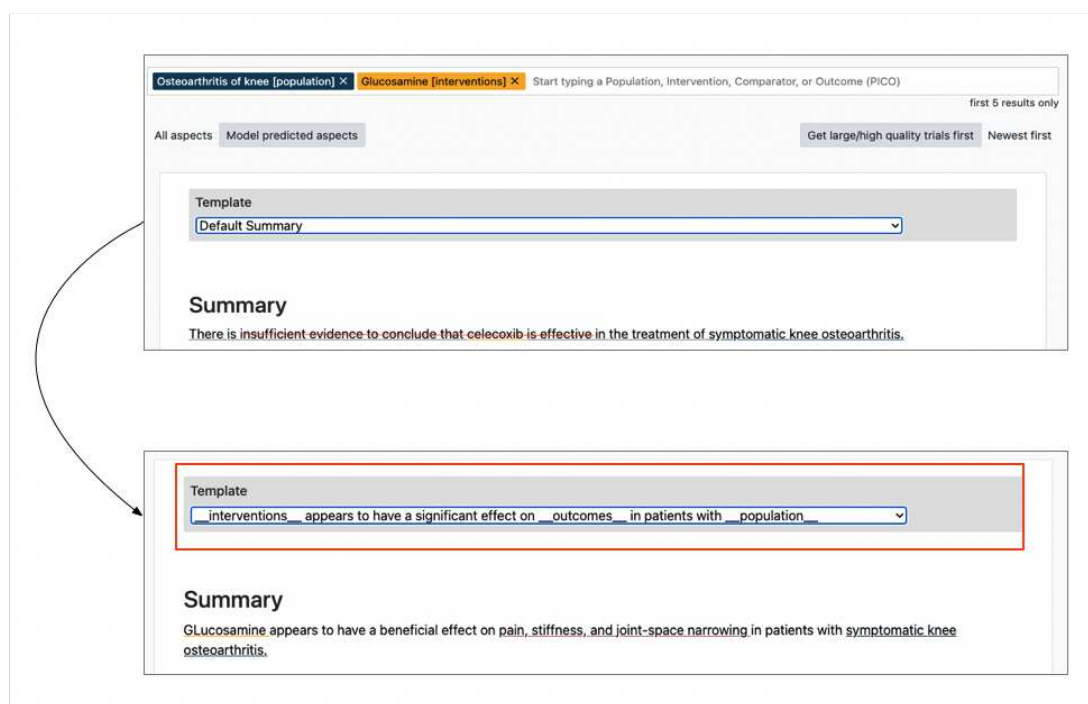 Osteoarthritis of knee [population] × Glucosamine [interventions] × Start typing a Population, Intervention, Comparator, or Outcome (PICO)
first 5 results only
All aspects Model predicted aspects Get large/high quality trials first Newest first
Template
Default Summary
Summary
There is insufficient evidence to conclude that celecoxib is effective in the treatment of symptomatic knee osteoarthritis.
Template
__interventions__ appears to have a significant effect on __outcomes__ in patients with __population__
Summary
GLucosamine appears to have a beneficial effect on pain, stiffness, and joint-space narrowing in patients with symptomatic knee
osteoarthritis.